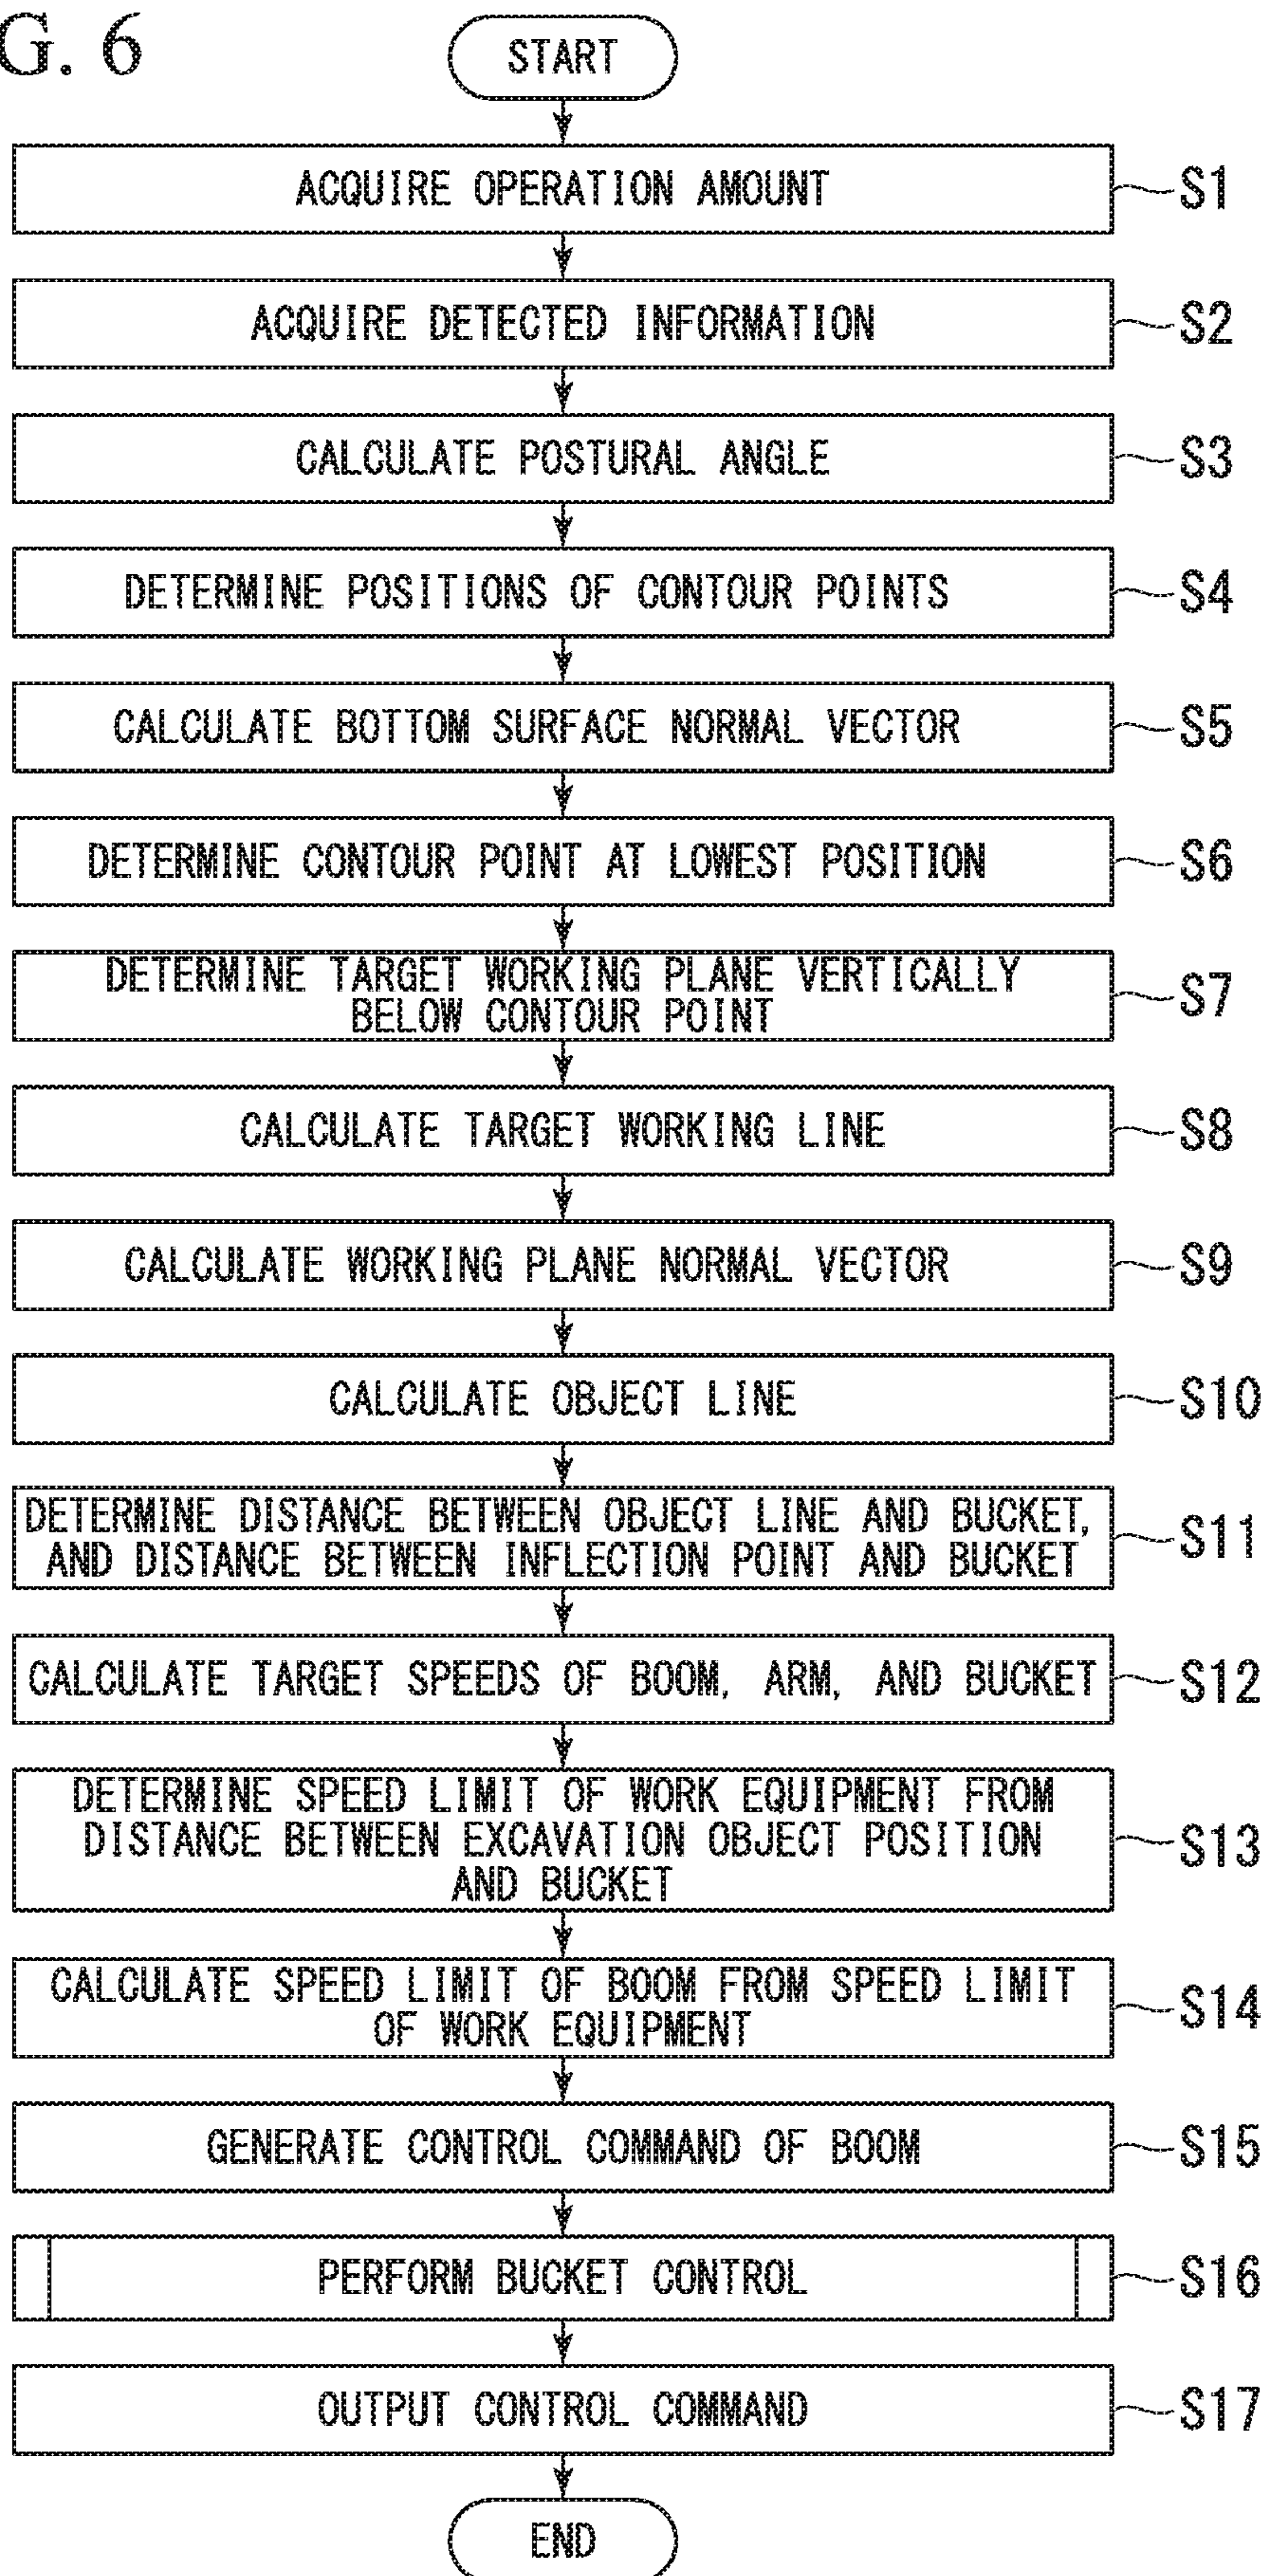 G. 6
START
ACQUIRE OPERATION AMOUNT
S1
ACQUIRE DETECTED INFORMATION
S2
CALCULATE POSTURAL ANGLE
S3
DETERMINE POSITIONS OF CONTOUR POINTS
S4
CALCULATE BOTTOM SURFACE NORMAL VECTOR
S5
DETERMINE CONTOUR POINT AT LOWEST POSITION
S6
DETERMINE TARGET WORKING PLANE VERTICALLY
BELOW CONTOUR POINT
S7
CALCULATE TARGET WORKING LINE
S8
CALCULATE WORKING PLANE NORMAL VECTOR
S9
CALCULATE OBJECT LINE
S10
DETERMINE DISTANCE BETWEEN OBJECT LINE AND BUCKET,
AND DISTANCE BETWEEN INFLECTION POINT AND BUCKET
S11
CALCULATE TARGET SPEEDS OF BOOM, ARM, AND BUCKET
S12
DETERMINE SPEED LIMIT OF WORK EQUIPMENT FROM
DISTANCE BETWEEN EXCAVATION OBJECT POSITION
AND BUCKET
S13
CALCULATE SPEED LIMIT OF BOOM FROM SPEED LIMIT
OF WORK EQUIPMENT
S14
GENERATE CONTROL COMMAND OF BOOM
S15
PERFORM BUCKET CONTROL
S16
OUTPUT CONTROL COMMAND
S17
END